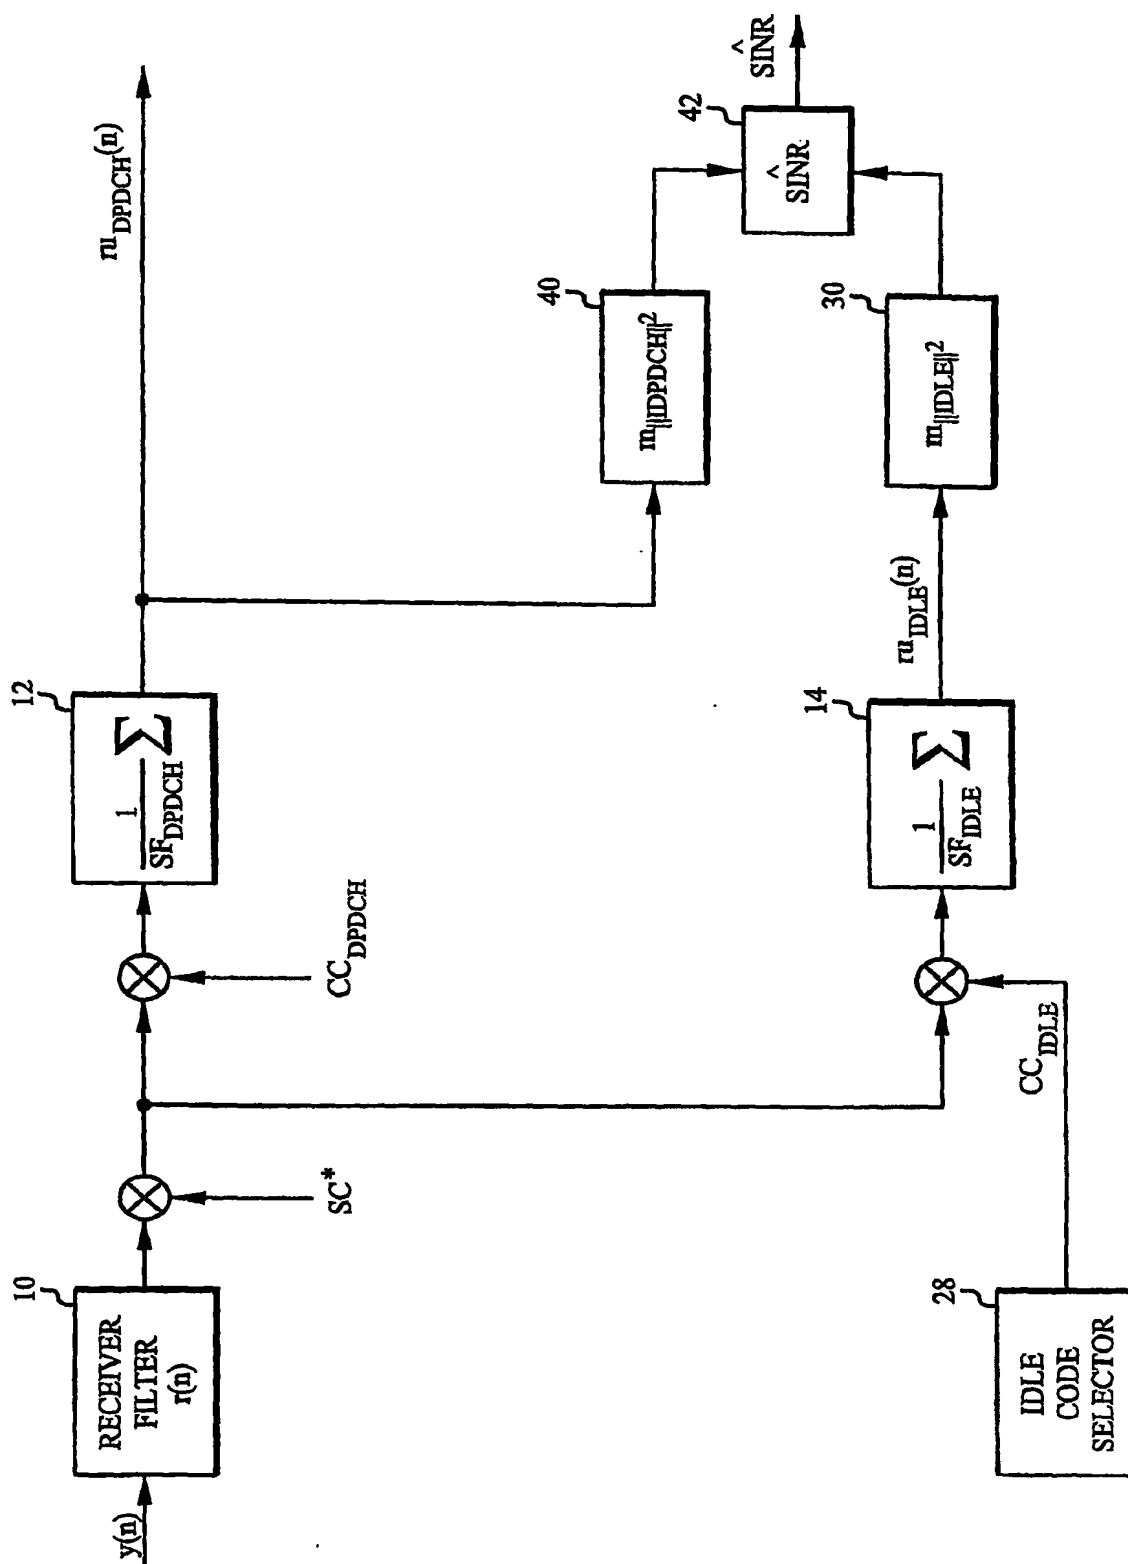 y(n)
10
RECEIVER
FILTER
r(n)
SC*
CC_DPDCH
12
1
SF_DPDCH
Σ
ru_DPDCH(n)
40
m_||DPDCH||²
42
^
SINR
^
SINR
28
IDLE
CODE
SELECTOR
CC_IDLE
14
1
SF_IDLE
Σ
ru_IDLE(n)
30
m_||IDLE||²